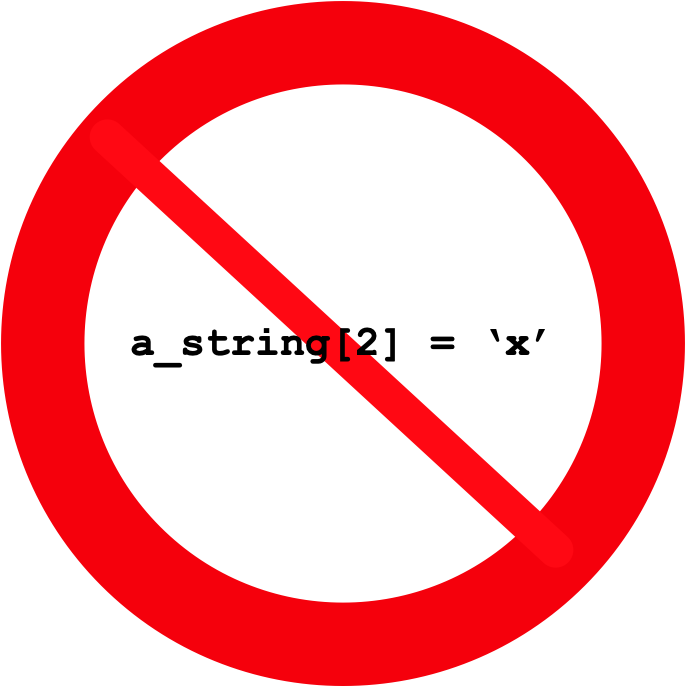 a_string[2] = ‘x’